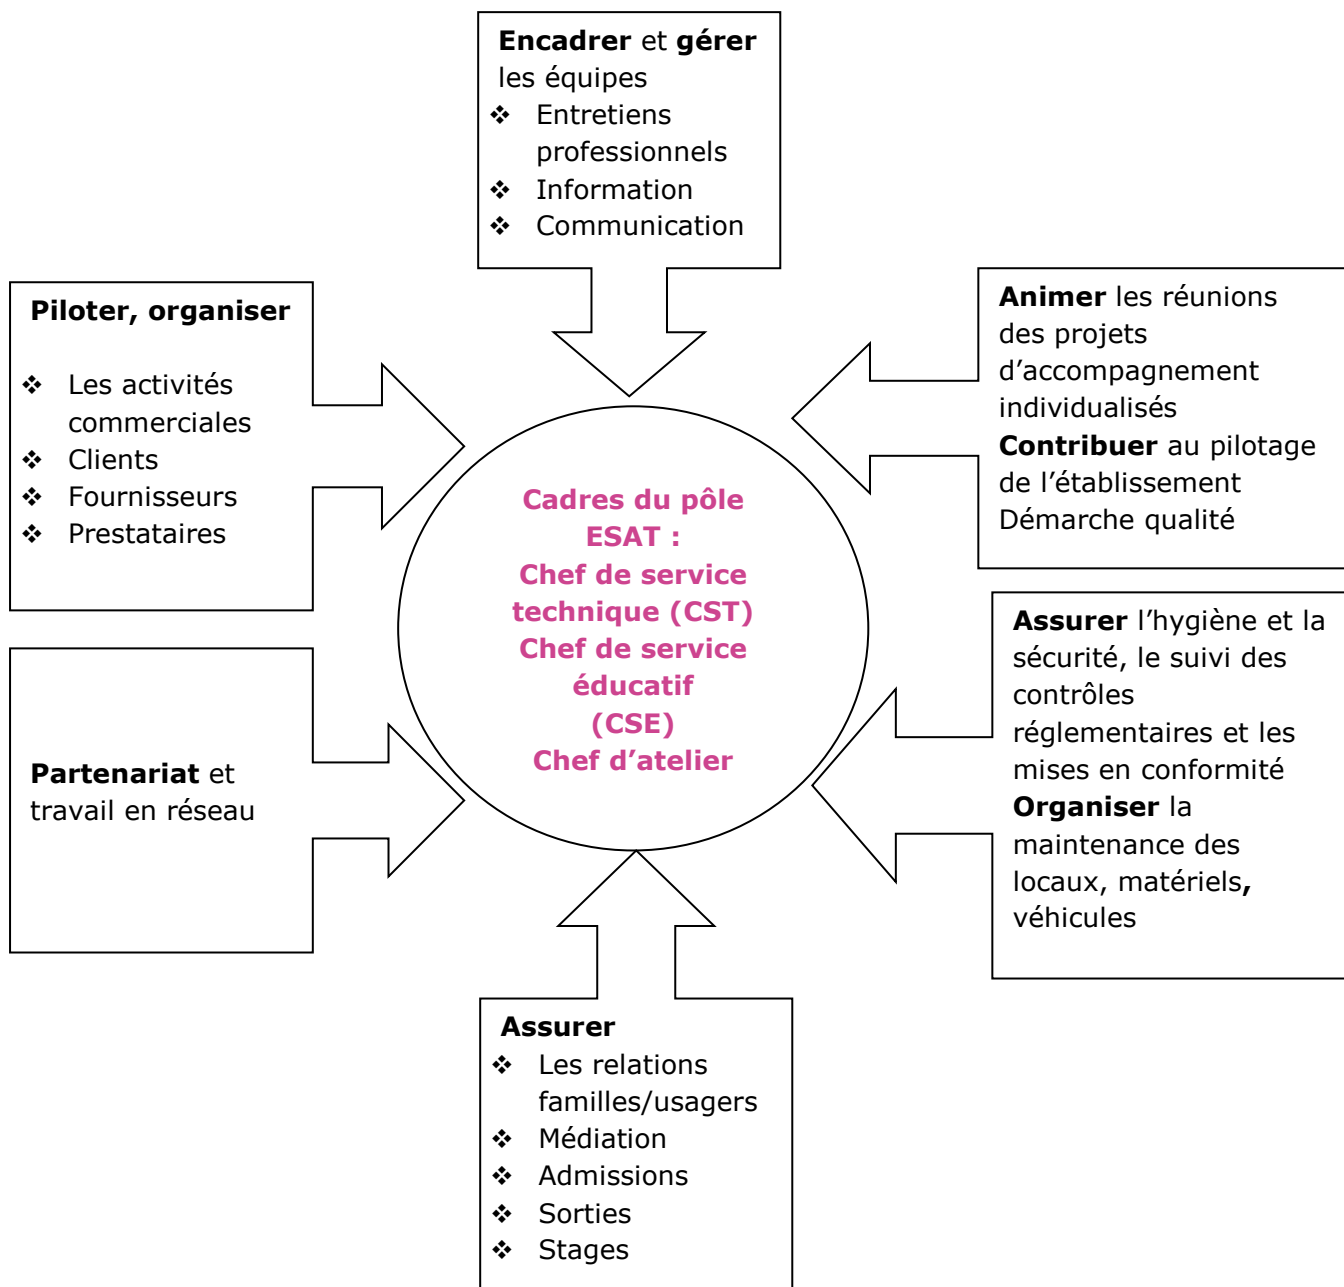 Encadrer et gérer
les équipes
❖ Entretiens
professionnels
❖ Information
❖ Communication
Piloter, organiser
❖ Les activités
commerciales
❖ Clients
❖ Fournisseurs
❖ Prestataires
Animer les réunions
des projets
d’accompagnement
individualisés
Contribuer au pilotage
de l’établissement
Démarche qualité
Cadres du pôle
ESAT :
Chef de service
technique (CST)
Chef de service
éducatif
(CSE)
Chef d’atelier
Partenariat et
travail en réseau
Assurer l’hygiène et la
sécurité, le suivi des
contrôles
réglementaires et les
mises en conformité
Organiser la
maintenance des
locaux, matériels,
véhicules
Assurer
❖ Les relations
familles/usagers
❖ Médiation
❖ Admissions
❖ Sorties
❖ Stages